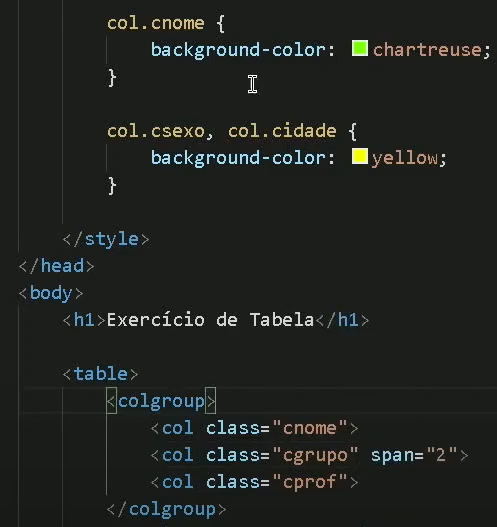 col.cnome {
background-color: chartreuse;
}
col.csexo, col.cidade {
background-color: yellow;
}
</style>
</head>
<body>
<h1>Exercício de Tabela</h1>
<table>
<colgroup>
<col class="cnome">
<col class="cgrupo" span="2">
<col class="cprof">
</colgroup>